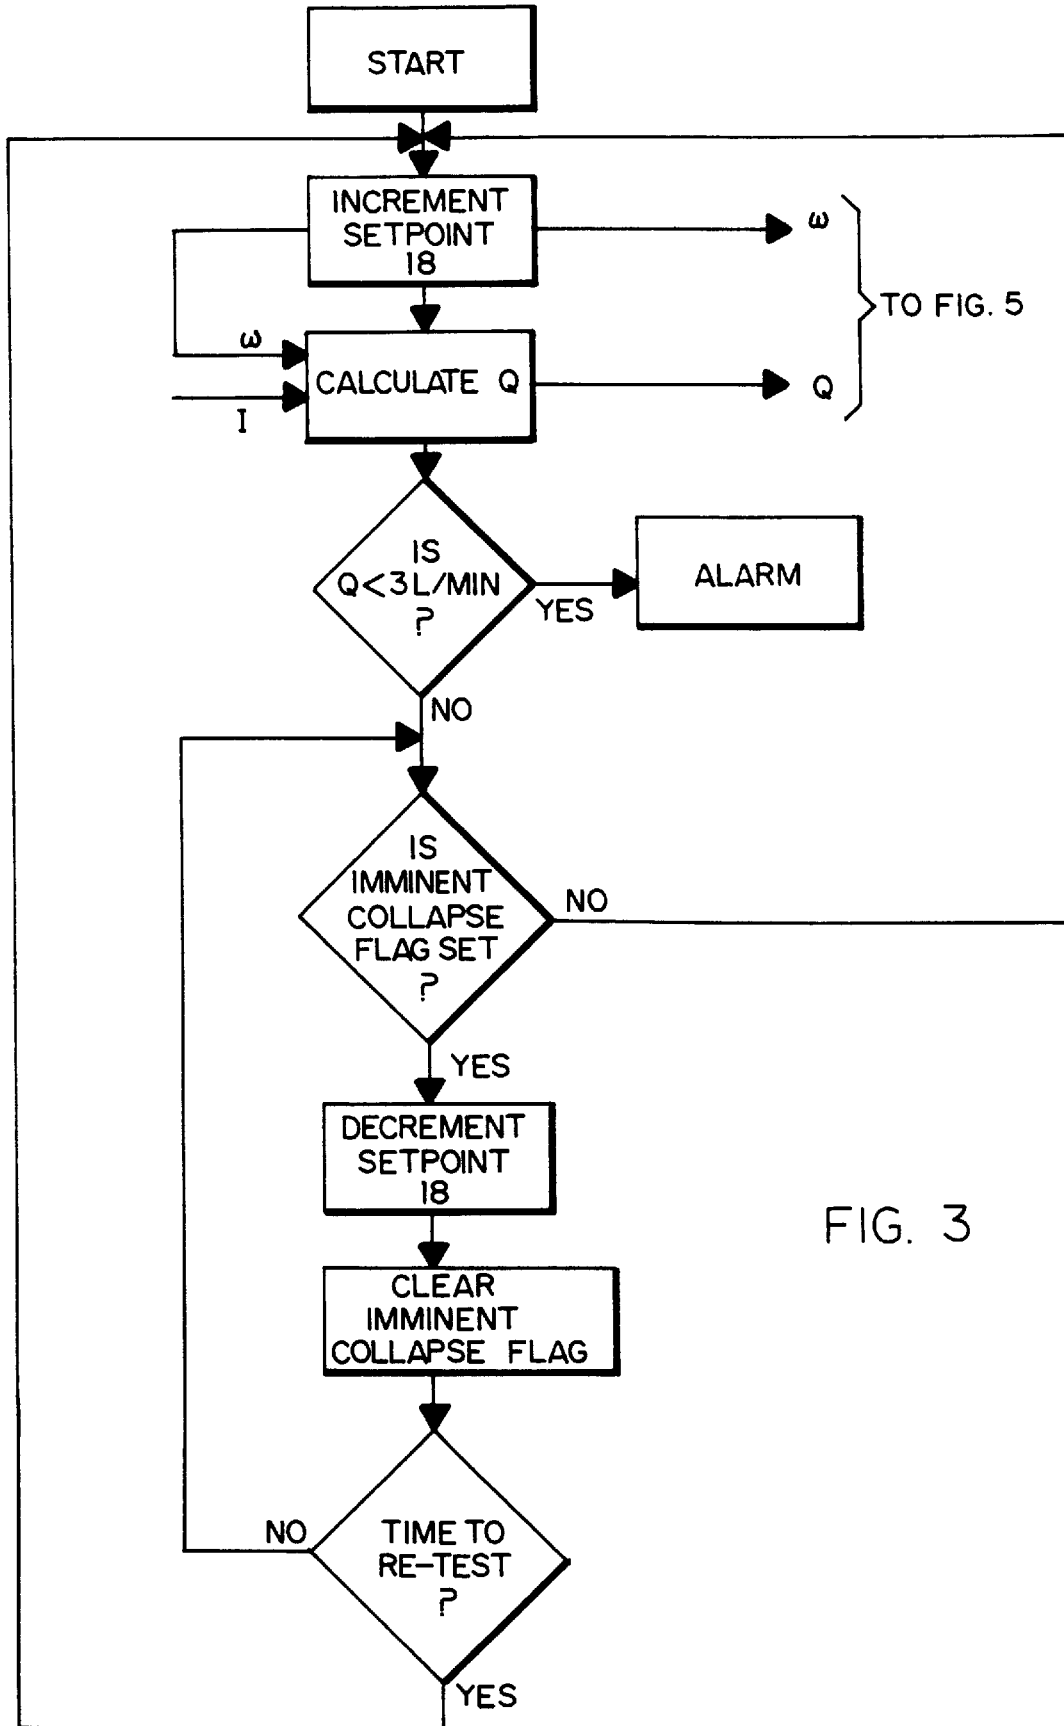 START
INCREMENT
SETPOINT
18
ω
TO FIG. 5
ω
CALCULATE Q
Q
I
IS
Q<3L/MIN
?
YES
ALARM
NO
IS
IMMINENT
COLLAPSE
FLAG SET
?
NO
YES
DECREMENT
SETPOINT
18
FIG. 3
CLEAR
IMMINENT
COLLAPSE FLAG
NO
TIME TO
RE-TEST
?
YES